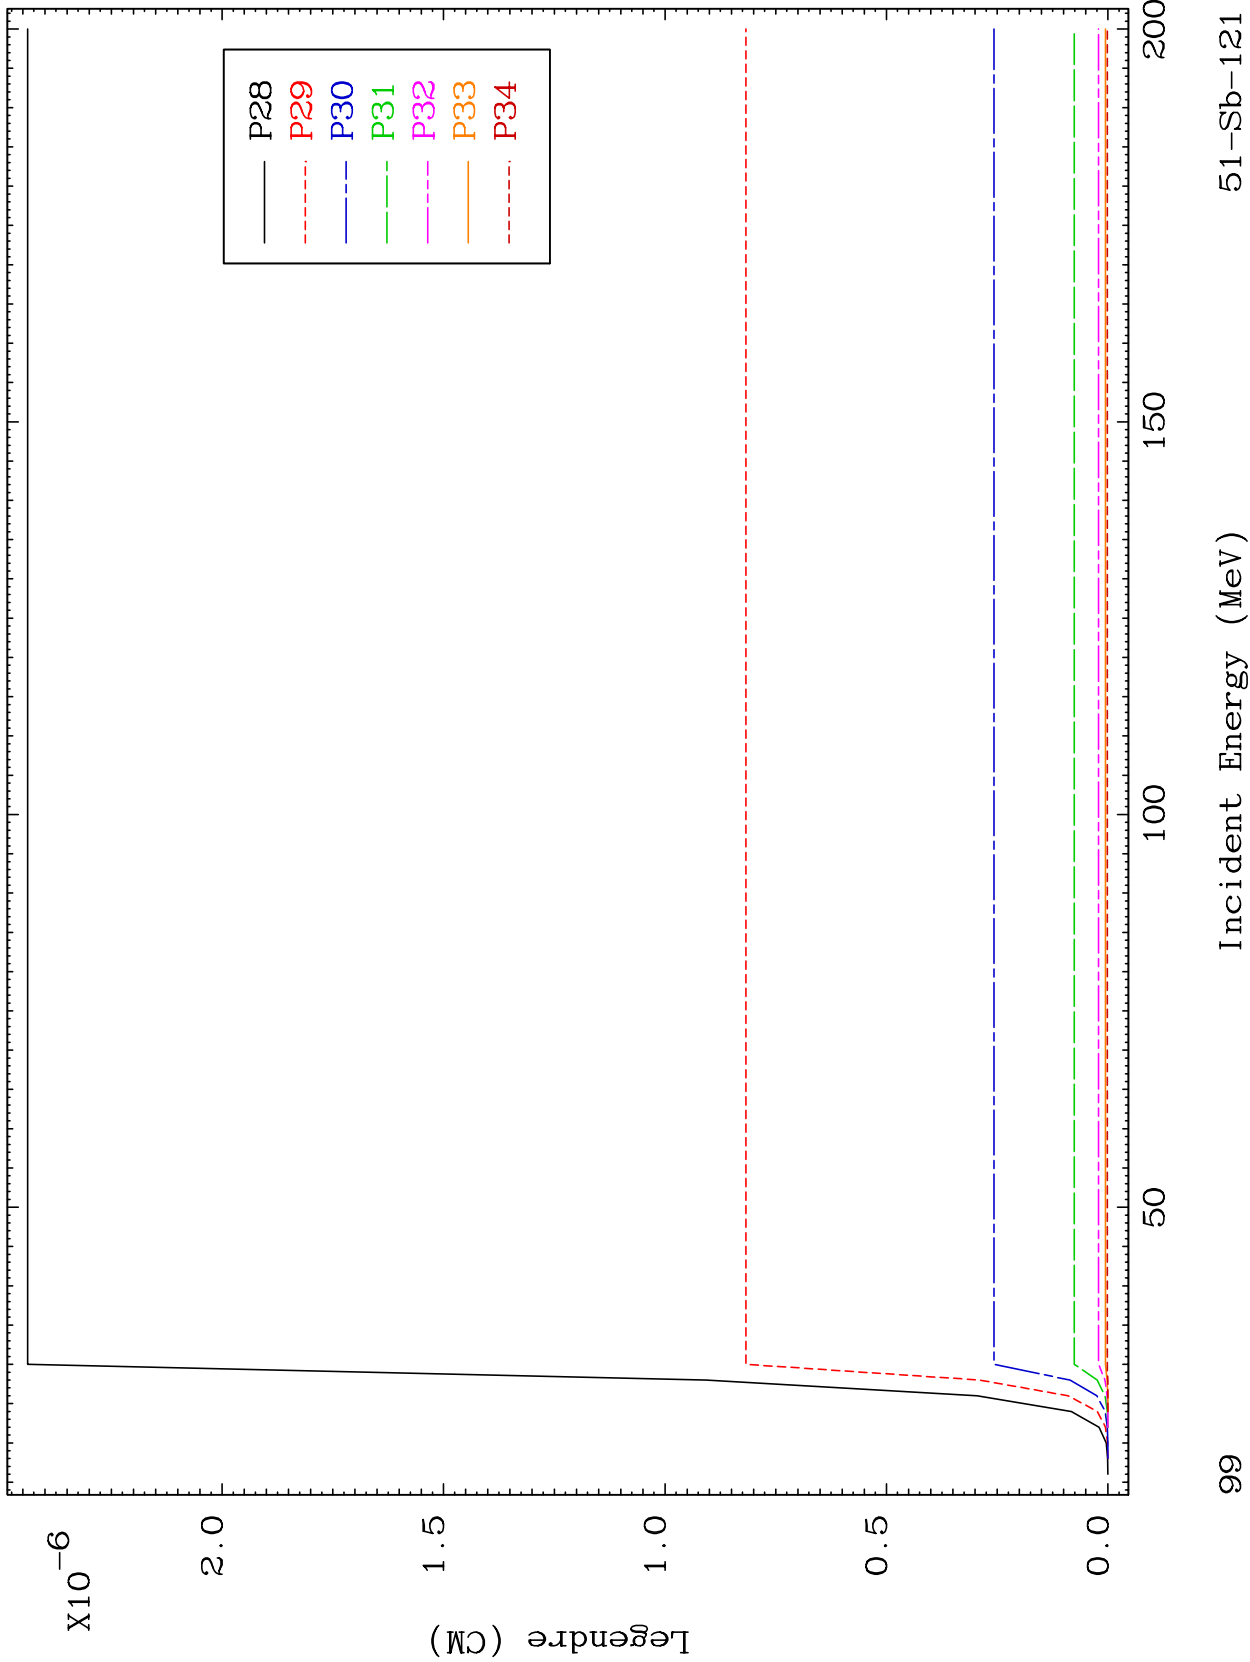 X10-6
2.0
1.5
1.0
0.5
0.0
Legendre (CM)
P28
P29
P30
P31
P32
P33
P34
50
100
150
200
Incident Energy (MeV)
99
51-Sb-121